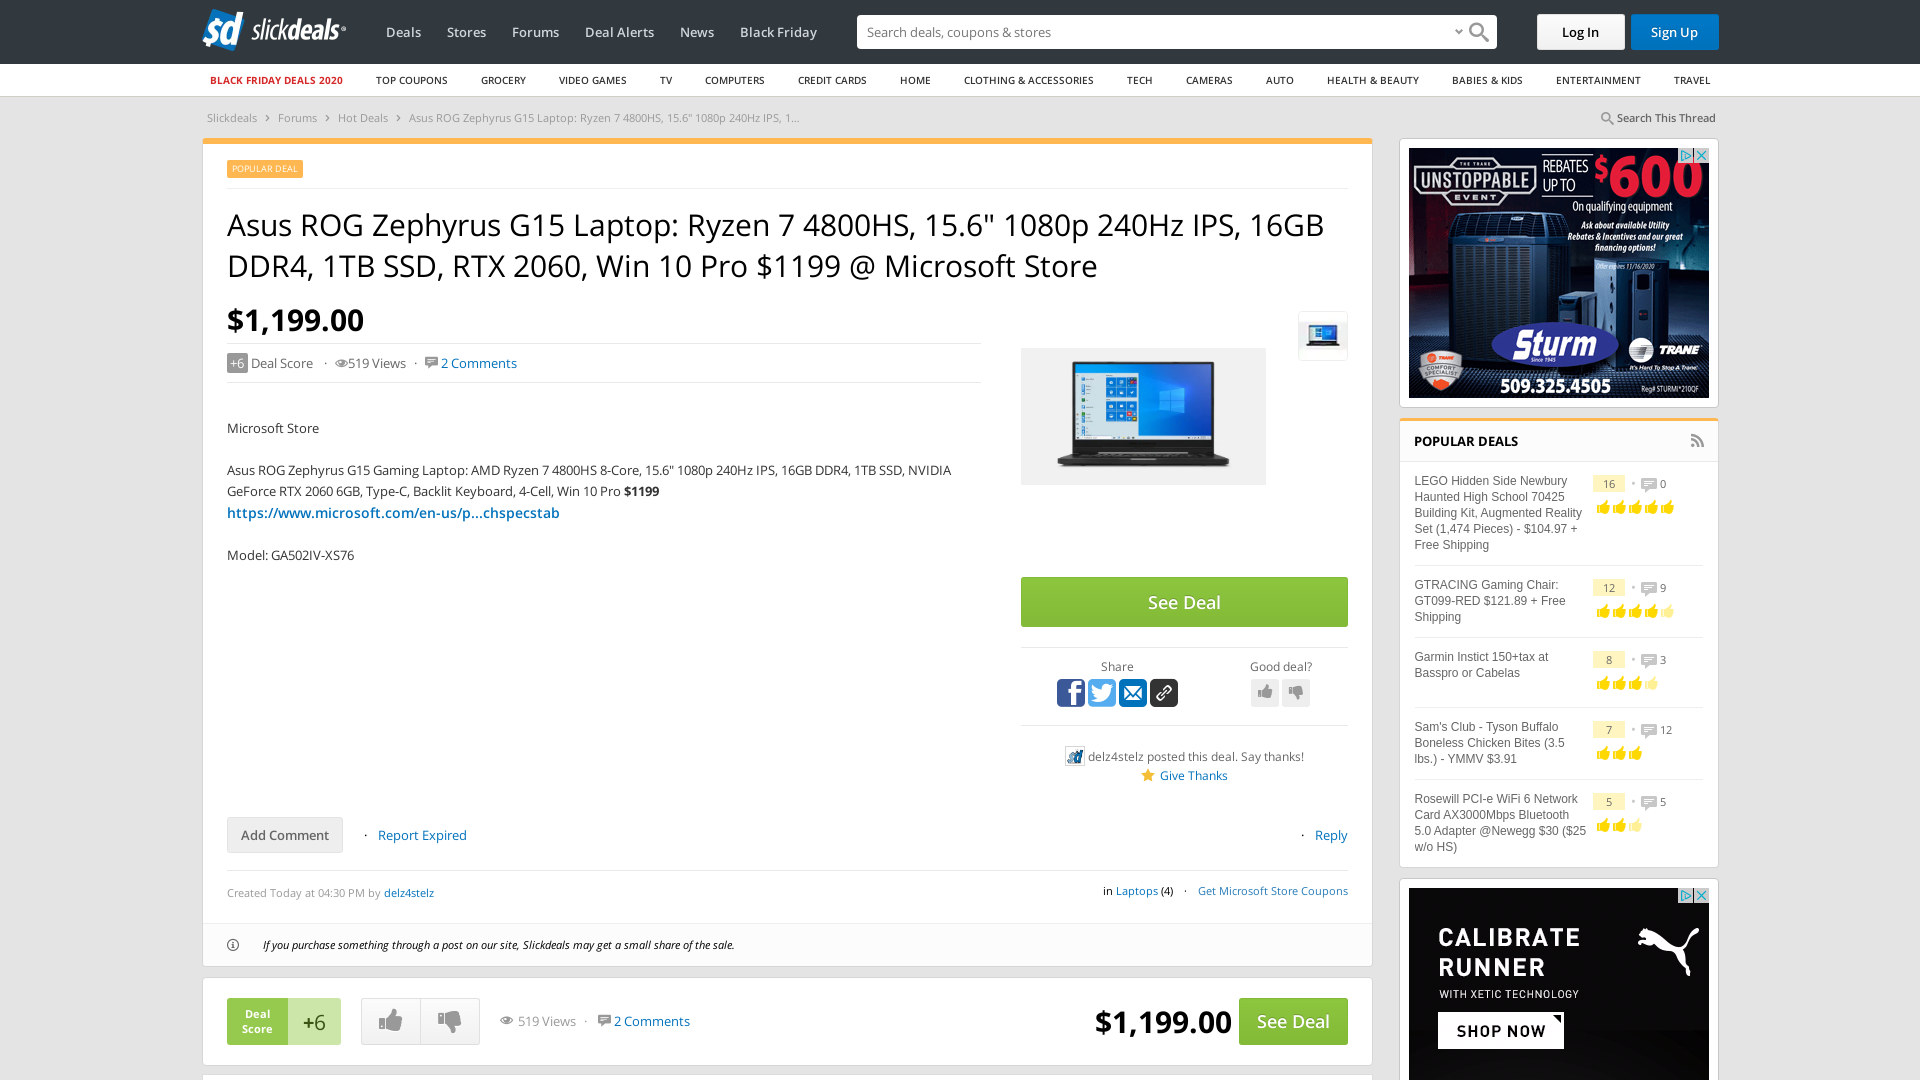 slickdeals
Deals
Stores
Forums
Deal Alerts
News
Black Friday
Search deals, coupons & stores
Log In
Sign Up
BLACK FRIDAY DEALS 2020
TOP COUPONS
GROCERY
VIDEO GAMES
TV
COMPUTERS
CREDIT CARDS
HOME
CLOTHING & ACCESSORIES
TECH
CAMERAS
AUTO
HEALTH & BEAUTY
BABIES & KIDS
ENTERTAINMENT
TRAVEL
Slickdeals › Forums › Hot Deals › Asus ROG Zephyrus G15 Laptop: Ryzen 7 4800HS, 15.6" 1080p 240Hz IPS, 1...
Search This Thread
POPULAR DEAL
Asus ROG Zephyrus G15 Laptop: Ryzen 7 4800HS, 15.6" 1080p 240Hz IPS, 16GB
DDR4, 1TB SSD, RTX 2060, Win 10 Pro $1199 @ Microsoft Store
$1,199.00
+6 Deal Score · 519 Views · 2 Comments
Microsoft Store
Asus ROG Zephyrus G15 Gaming Laptop: AMD Ryzen 7 4800HS 8-Core, 15.6" 1080p 240Hz IPS, 16GB DDR4, 1TB SSD, NVIDIA
GeForce RTX 2060 6GB, Type-C, Backlit Keyboard, 4-Cell, Win 10 Pro $1199
https://www.microsoft.com/en-us/p...chspecstab
Model: GA502IV-XS76
See Deal
Share
Good deal?
delz4stelz posted this deal. Say thanks!
Give Thanks
Add Comment · Report Expired
· Reply
Created Today at 04:30 PM by delz4stelz
in Laptops (4) · Get Microsoft Store Coupons
If you purchase something through a post on our site, Slickdeals may get a small share of the sale.
Deal
Score
+6
519 Views · 2 Comments
$1,199.00
See Deal
THE TRANE
UNSTOPPABLE
EVENT
REBATES
UP TO
$600
On qualifying equipment
Ask about available Utility
Rebates & Incentives and our great
financing options!
Offer expires 11/16/2020
Sturm
Since 1945
TRANE
It's Hard To Stop A Trane.
TRANE
COMFORT
SPECIALIST
509.325.4505
Reg# STURMI*210QF
POPULAR DEALS
LEGO Hidden Side Newbury
Haunted High School 70425
Building Kit, Augmented Reality
Set (1,474 Pieces) - $104.97 +
Free Shipping
16 • 0
GTRACING Gaming Chair:
GT099-RED $121.89 + Free
Shipping
12 • 9
Garmin Instict 150+tax at
Basspro or Cabelas
8 • 3
Sam's Club - Tyson Buffalo
Boneless Chicken Bites (3.5
lbs.) - YMMV $3.91
7 • 12
Rosewill PCI-e WiFi 6 Network
Card AX3000Mbps Bluetooth
5.0 Adapter @Newegg $30 ($25
w/o HS)
5 • 5
CALIBRATE
RUNNER
WITH XETIC TECHNOLOGY
SHOP NOW